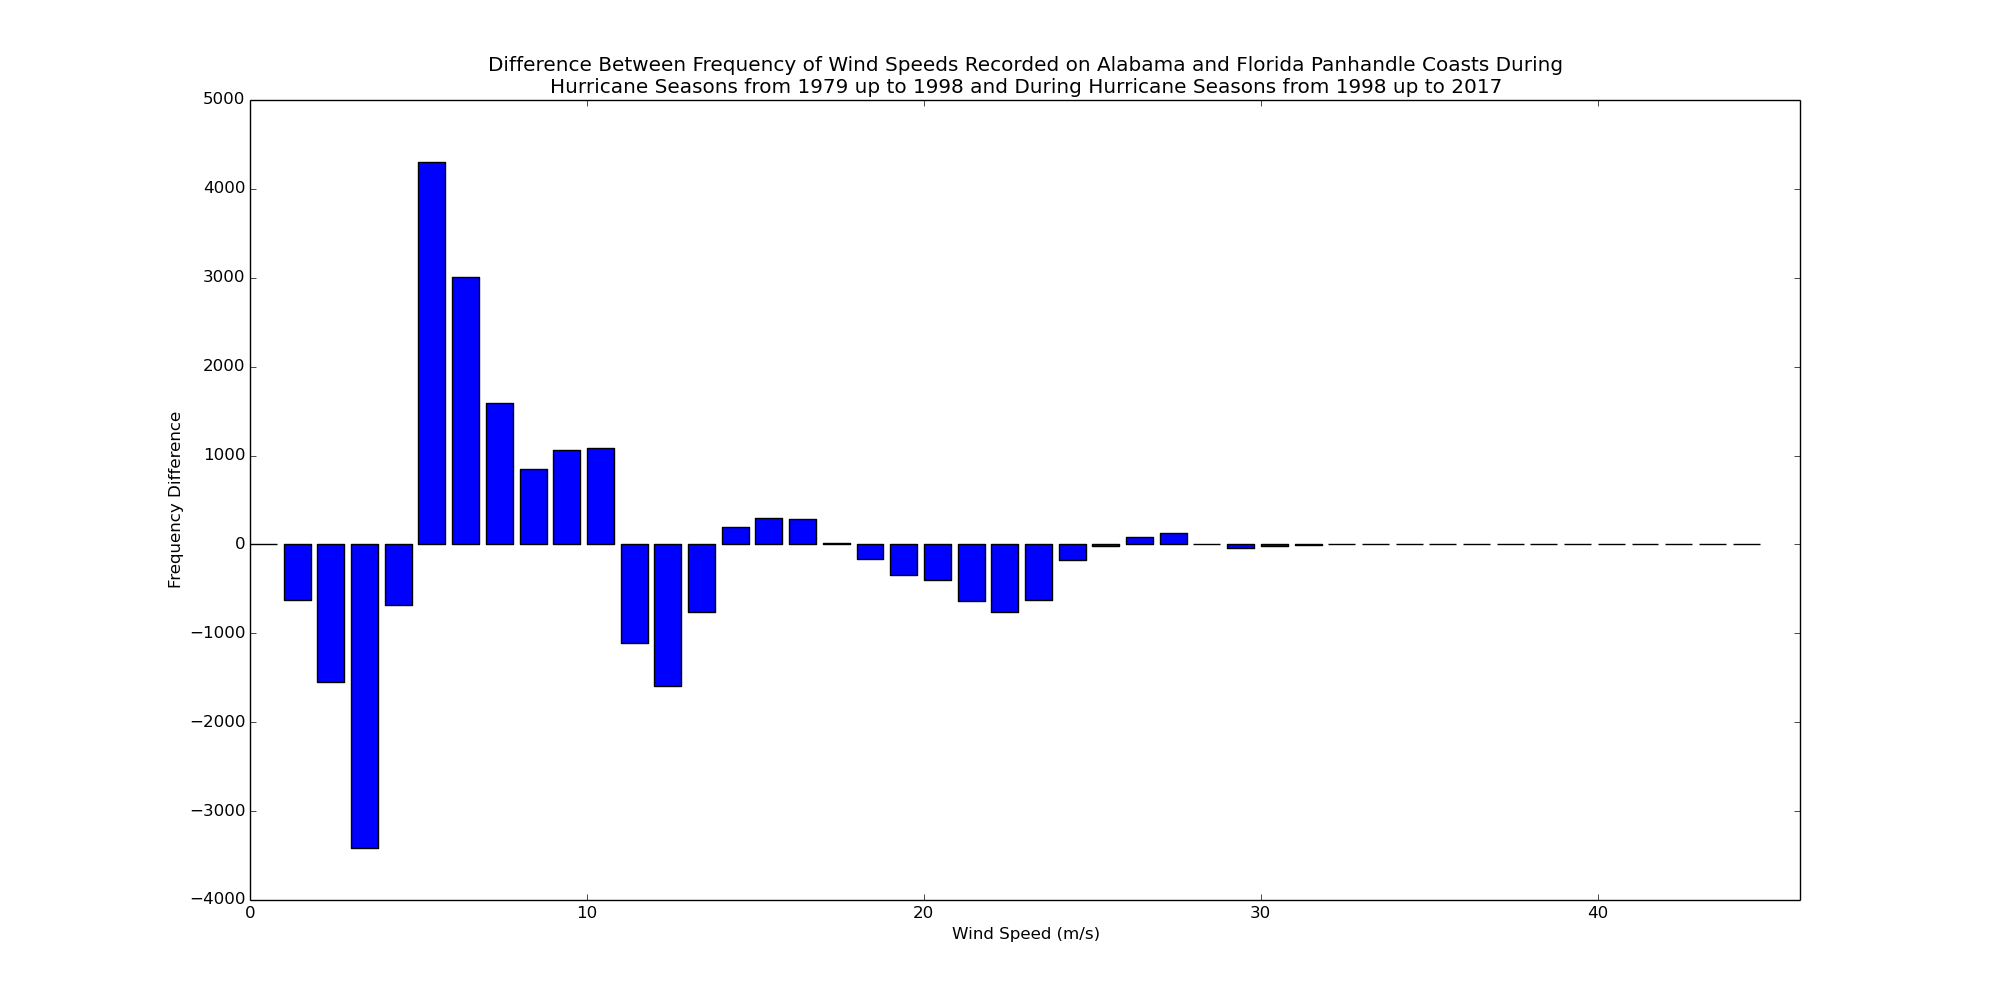 Difference Between Frequency of Wind Speeds Recorded on Alabama and Florida Panhandle Coasts During
Hurricane Seasons from 1979 up to 1998 and During Hurricane Seasons from 1998 up to 2017
5000
4000
3000
2000
1000
0
−1000
−2000
−3000
−4000
Frequency Difference
0 10 20 30 40
Wind Speed (m/s)